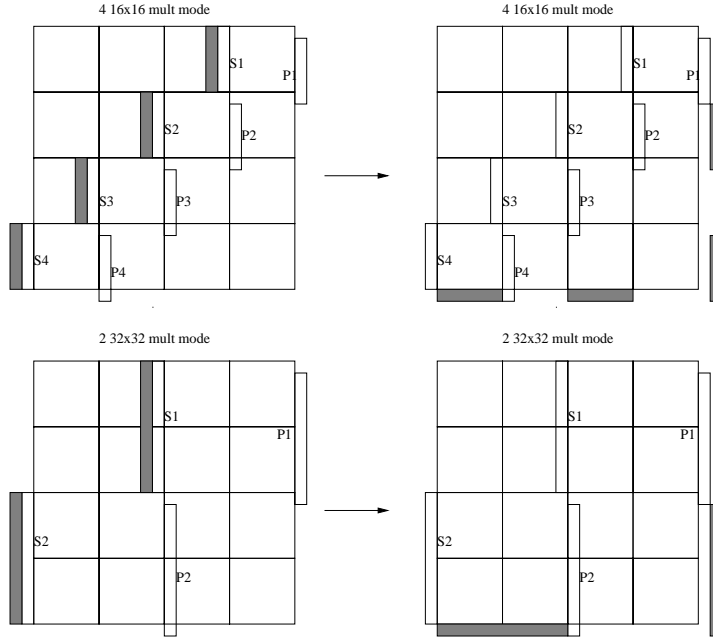 4 16x16 mult mode
4 16x16 mult mode
S1
P1
S1
P1
S2
P2
S2
P2
S3
P3
S3
P3
S4
P4
S4
P4
2 32x32 mult mode
2 32x32 mult mode
S1
P1
S1
P1
S2
P2
S2
P2